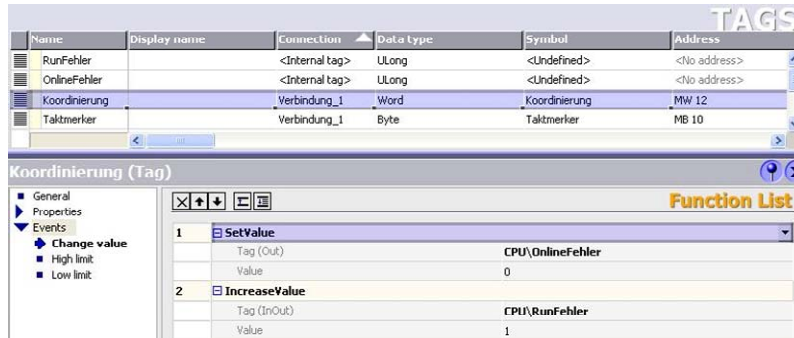 TAGS
Name Display name Connection Data type Symbol Address
RunFehler <Internal tag> ULong <Undefined> <No address>
OnlineFehler <Internal tag> ULong <Undefined> <No address>
Koordinierung Verbindung_1 Word Koordinierung MW 12
Taktmerker Verbindung_1 Byte Taktmerker MB 10
Koordinierung (Tag)
General
Properties
Events
Change value
High limit
Low limit
Function List
1 SetValue
Tag (Out) CPU\OnlineFehler
Value 0
2 IncreaseValue
Tag (InOut) CPU\RunFehler
Value 1